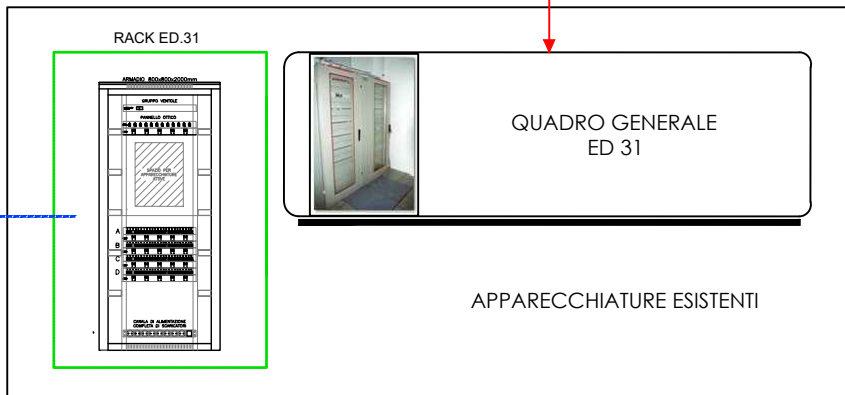 RACK ED.31
ARMADIO 800x800x2000mm
GRUPPO VENTOLE
PANNELLO OTTICO
SPAZIO PER
APPARECCHIATURE
ATTIVE
A
B
C
D
CANALA DI ALIMENTAZIONE
COMPLETA DI SCARICATORI
QUADRO GENERALE
ED 31
APPARECCHIATURE ESISTENTI